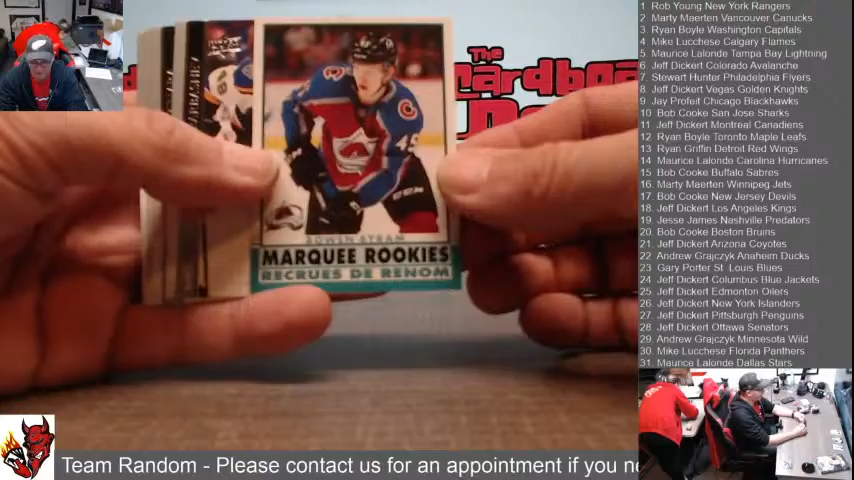 The
ardboa
BOWEN BYRAM
MARQUEE ROOKIES
RECRUES DE RENOM
49
1 Rob Young New York Rangers
2 Marty Maerten Vancouver Canucks
3 Ryan Boyle Washington Capitals
4 Mike Lucchese Calgary Flames
5 Maurice Lalonde Tampa Bay Lightning
6 Jeff Dickert Colorado Avalanche
7 Stewart Hunter Philadelphia Flyers
8 Jeff Dickert Vegas Golden Knights
9 Jay Profeit Chicago Blackhawks
10 Bob Cooke San Jose Sharks
11 Jeff Dickert Montreal Canadiens
12 Ryan Boyle Toronto Maple Leafs
13 Ryan Griffin Detroit Red Wings
14 Maurice Lalonde Carolina Hurricanes
15 Bob Cooke Buffalo Sabres
16 Marty Maerten Winnipeg Jets
17 Bob Cooke New Jersey Devils
18 Jeff Dickert Los Angeles Kings
19 Jesse James Nashville Predators
20 Bob Cooke Boston Bruins
21 Jeff Dickert Arizona Coyotes
22 Andrew Grajczyk Anaheim Ducks
23 Gary Porter St Louis Blues
24 Jeff Dickert Columbus Blue Jackets
25 Jeff Dickert Edmonton Oilers
26 Jeff Dickert New York Islanders
27 Jeff Dickert Pittsburgh Penguins
28 Jeff Dickert Ottawa Senators
29 Andrew Grajczyk Minnesota Wild
30 Mike Lucchese Florida Panthers
31 Maurice Lalonde Dallas Stars
Team Random - Please contact us for an appointment if you ne